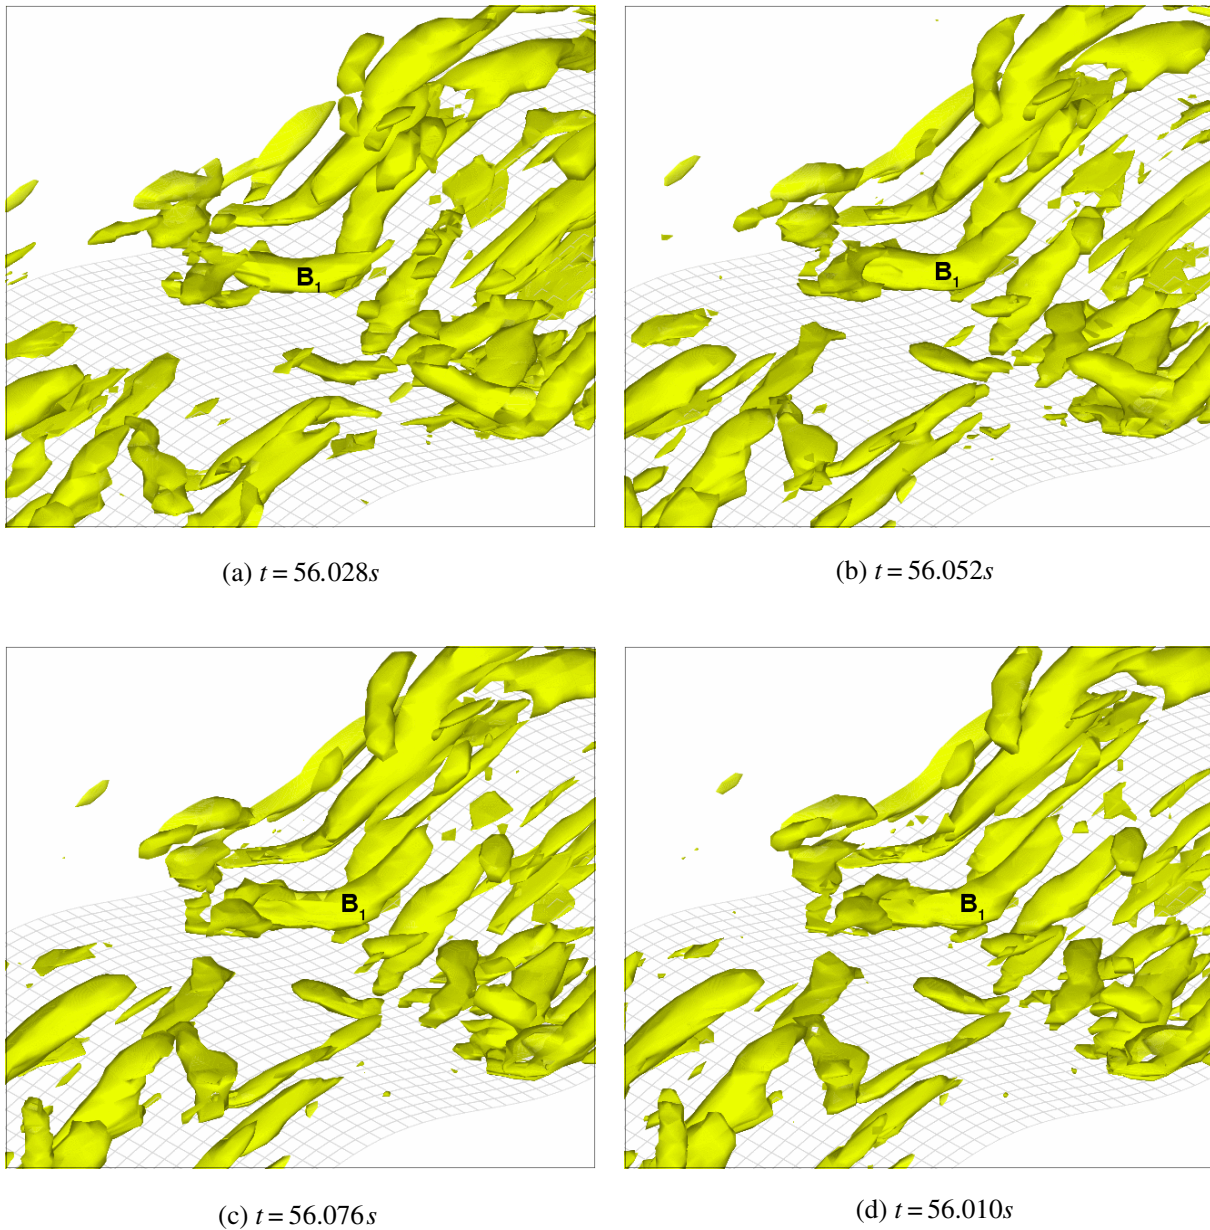 B₁
B₁
(a) t = 56.028s
(b) t = 56.052s
B₁
B₁
(c) t = 56.076s
(d) t = 56.010s